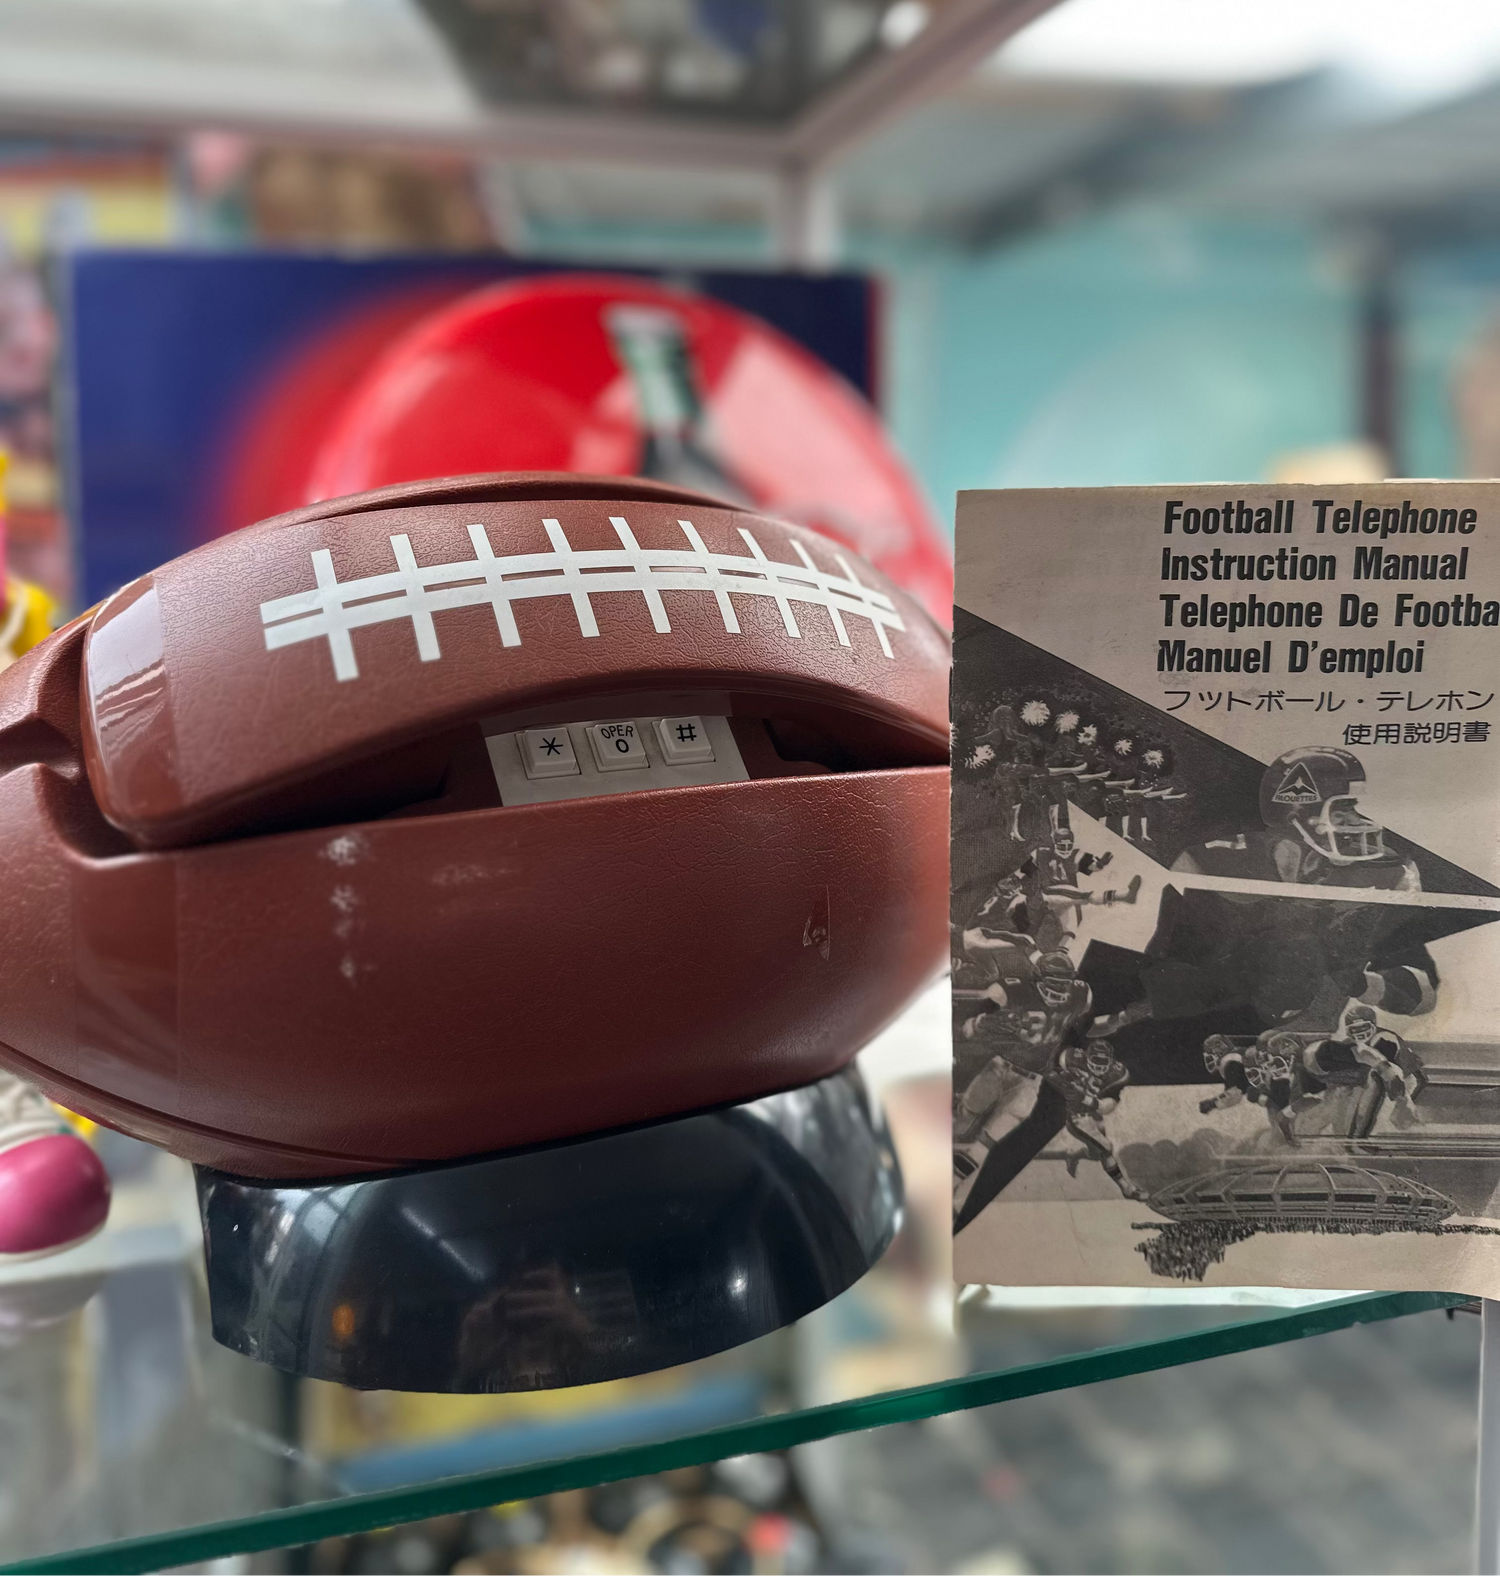 *
OPER
0
#
Football Telephone
Instruction Manual
Telephone De Footba
Manuel D'emploi
フットボール・テレホン
使用説明書